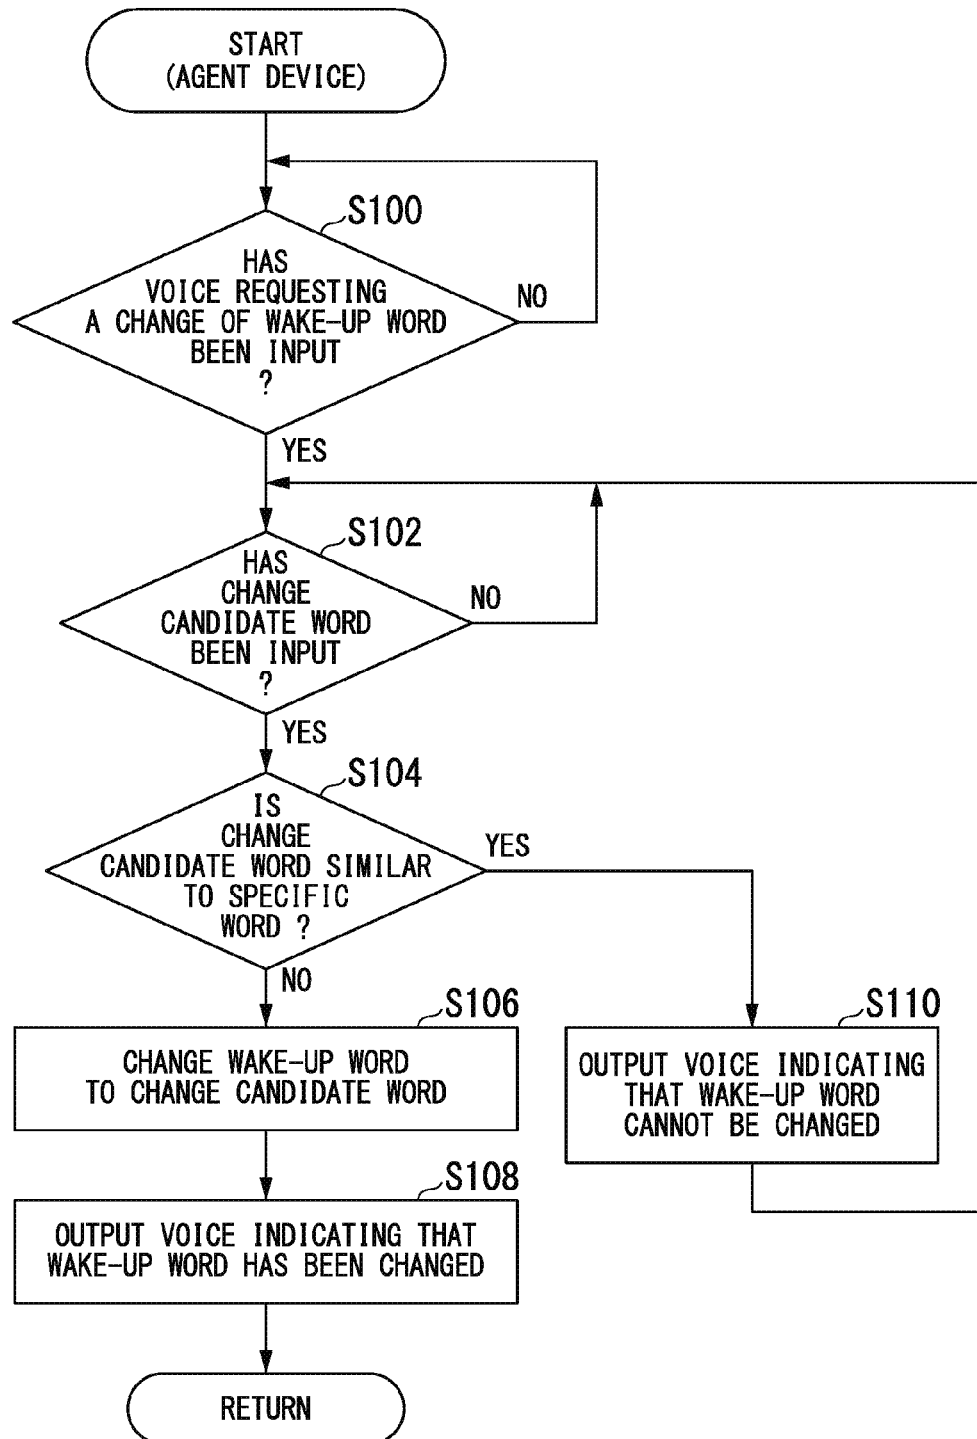 START
(AGENT DEVICE)
S100
HAS
VOICE REQUESTING
A CHANGE OF WAKE-UP WORD
BEEN INPUT
?
NO
YES
S102
HAS
CHANGE
CANDIDATE WORD
BEEN INPUT
?
NO
YES
S104
IS
CHANGE
CANDIDATE WORD SIMILAR
TO SPECIFIC
WORD ?
YES
NO
S106
CHANGE WAKE-UP WORD
TO CHANGE CANDIDATE WORD
S110
OUTPUT VOICE INDICATING
THAT WAKE-UP WORD
CANNOT BE CHANGED
S108
OUTPUT VOICE INDICATING THAT
WAKE-UP WORD HAS BEEN CHANGED
RETURN